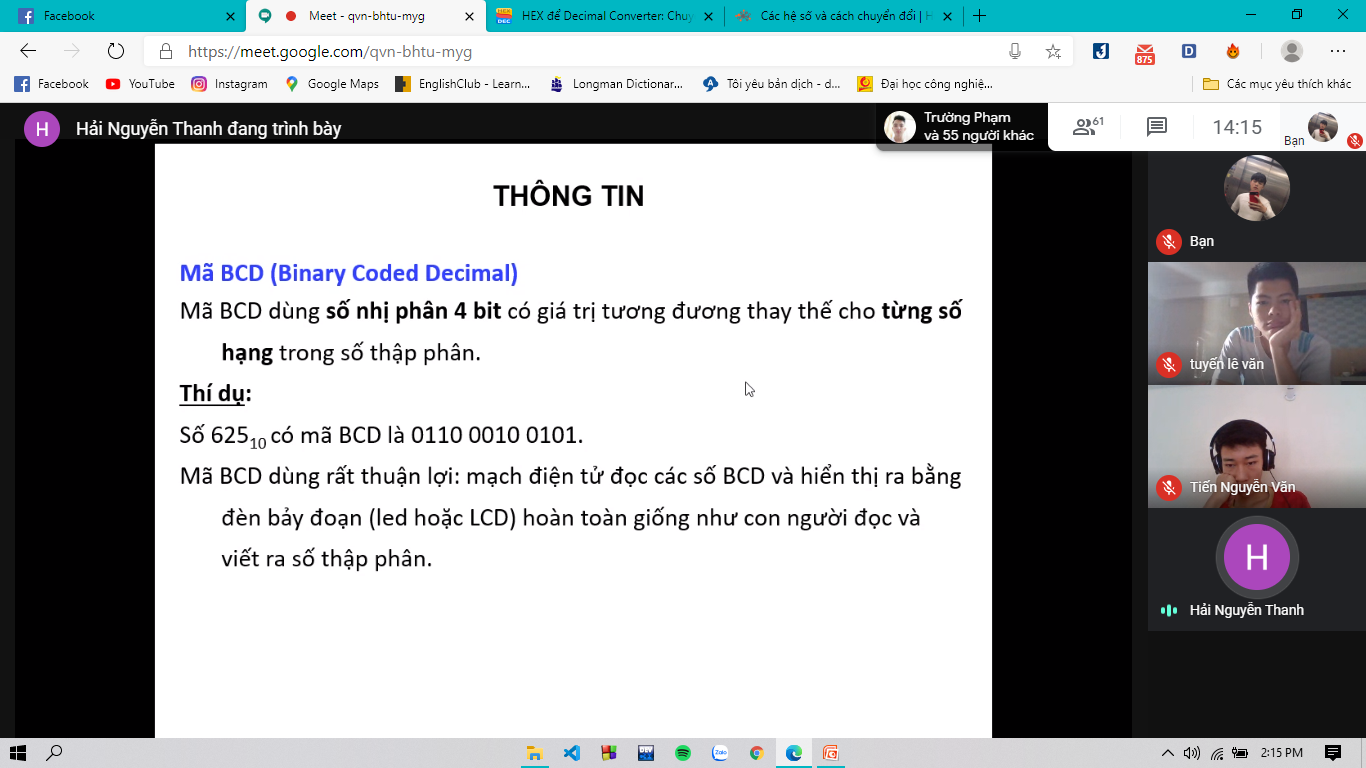 Facebook
Meet - qvn-bhtu-myg
HEX để Decimal Converter: Chuy
Các hệ số và cách chuyển đổi | H
https://meet.google.com/qvn-bhtu-myg
875
Facebook
YouTube
Instagram
Google Maps
EnglishClub - Learn...
Longman Dictionar...
Tôi yêu bản dịch - d...
Đại học công nghiệ...
Các mục yêu thích khác
H
Hải Nguyễn Thanh đang trình bày
Trường Phạm
và 55 người khác
61
14:15
Bạn
THÔNG TIN
Mã BCD (Binary Coded Decimal)
Mã BCD dùng số nhị phân 4 bit có giá trị tương đương thay thế cho từng số
hạng trong số thập phân.
Thí dụ:
Số 625₁₀ có mã BCD là 0110 0010 0101.
Mã BCD dùng rất thuận lợi: mạch điện tử đọc các số BCD và hiển thị ra bằng
đèn bảy đoạn (led hoặc LCD) hoàn toàn giống như con người đọc và
viết ra số thập phân.
Bạn
tuyến lê văn
Tiến Nguyễn Văn
H
Hải Nguyễn Thanh
Zalo
2:15 PM